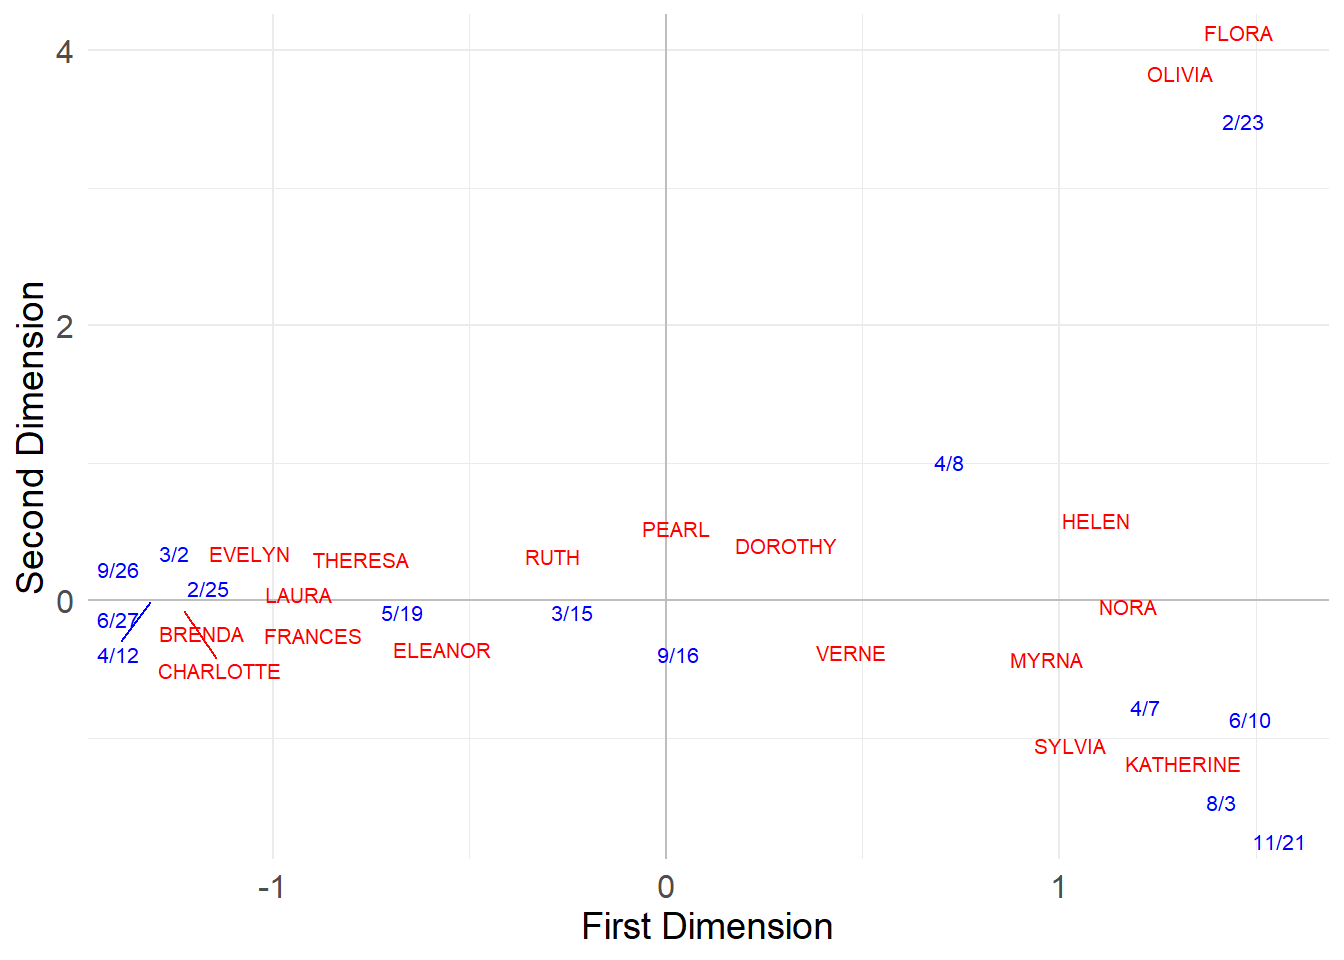 FLORA
4
OLIVIA
2/23
2
4/8
HELEN
PEARL
DOROTHY
3/2
EVELYN
THERESA
RUTH
9/26
2/25
LAURA
0
NORA
5/19
3/15
6/27
BRENDA
FRANCES
ELEANOR
4/12
9/16
VERNE
MYRNA
CHARLOTTE
4/7
6/10
SYLVIA
KATHERINE
8/3
11/21
-1
0
1
First Dimension
Second Dimension